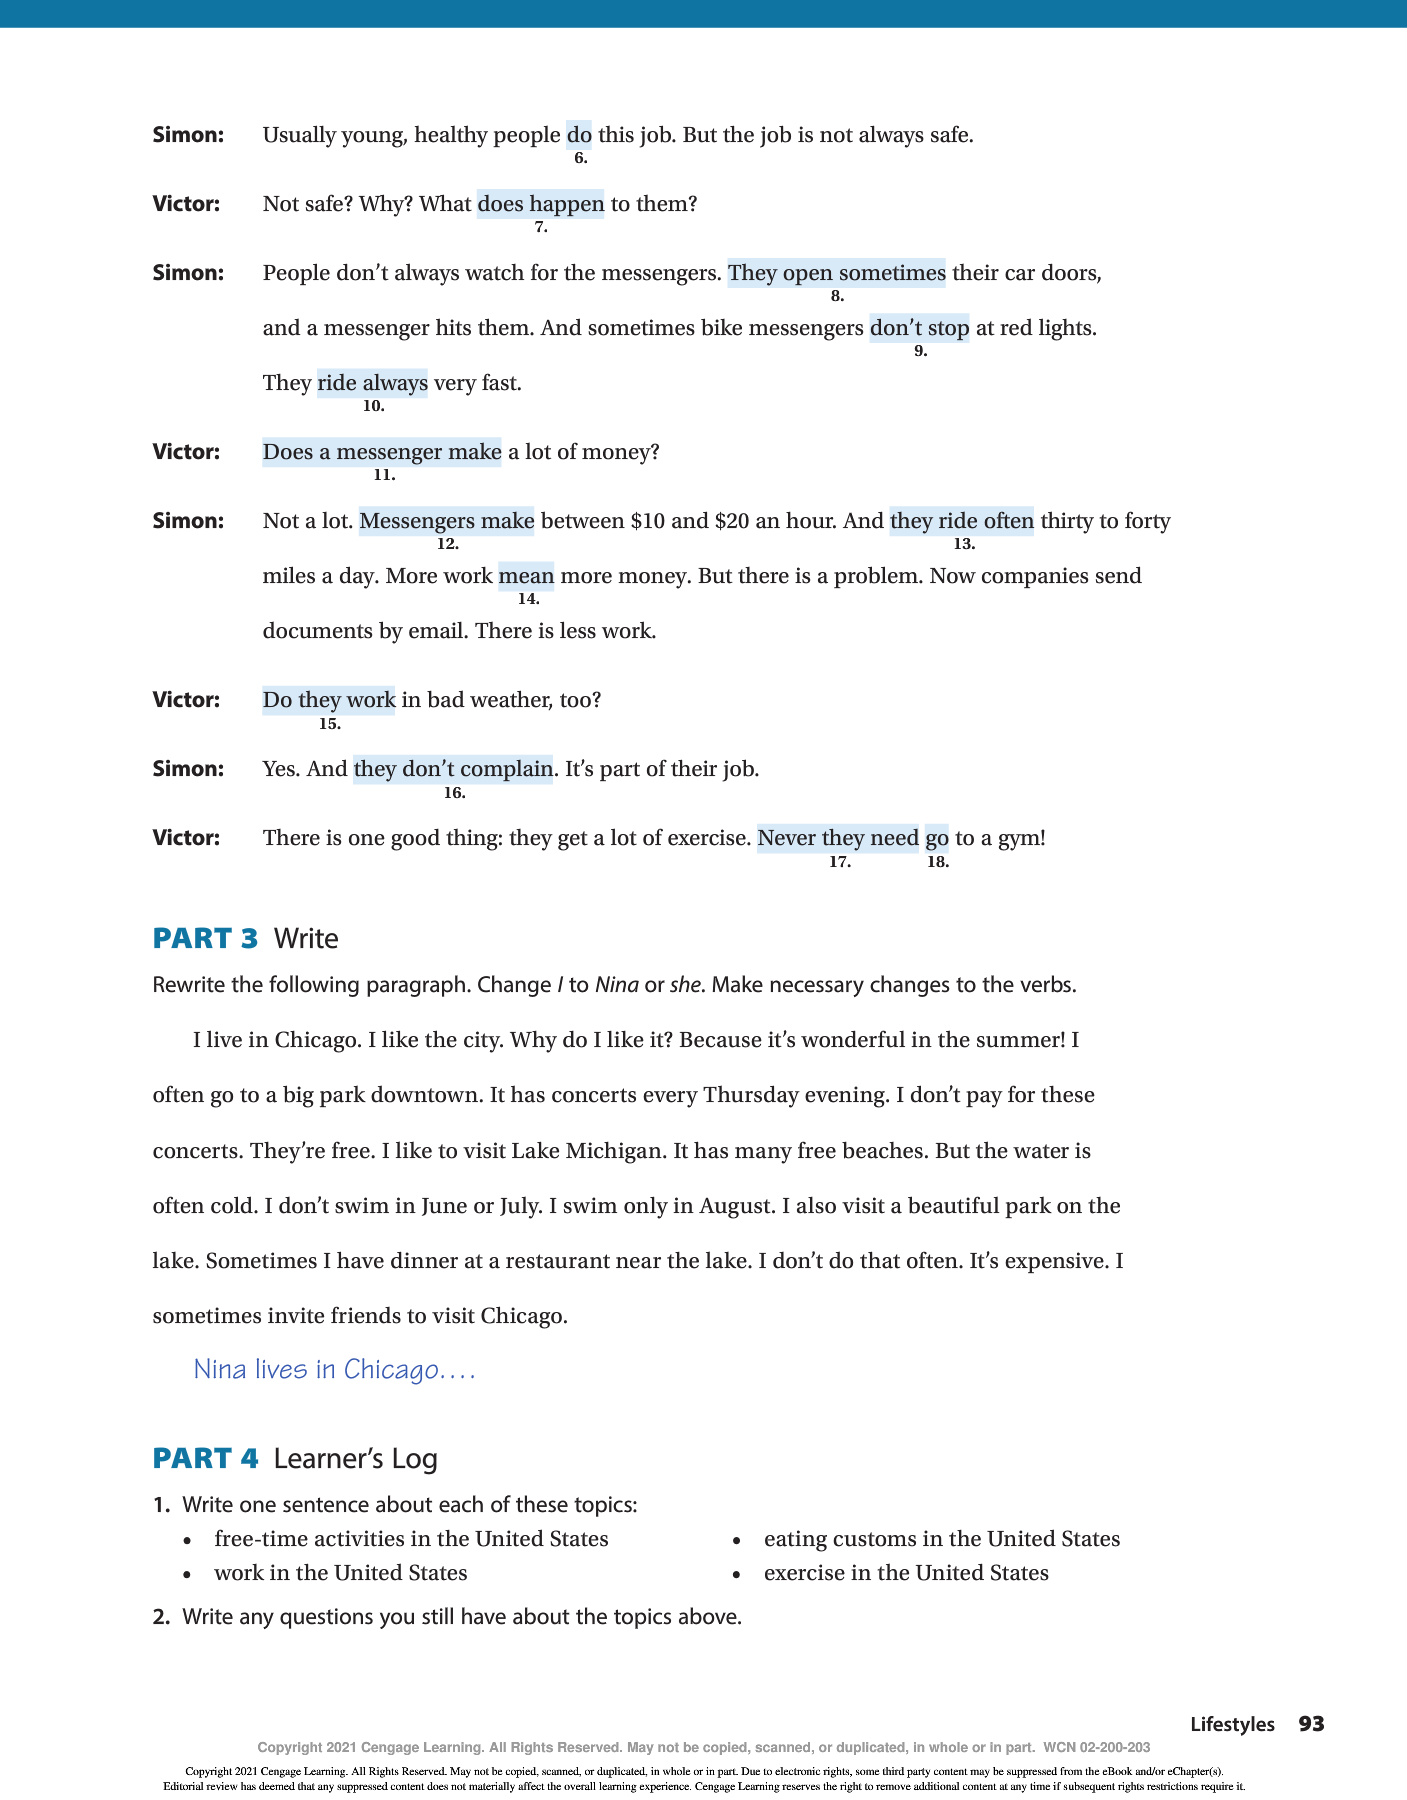 Simon: Usually young, healthy people do this job. But the job is not always safe.
6.
Victor: Not safe? Why? What does happen to them?
7.
Simon: People don’t always watch for the messengers. They open sometimes their car doors,
8.
and a messenger hits them. And sometimes bike messengers don’t stop at red lights.
9.
They ride always very fast.
10.
Victor: Does a messenger make a lot of money?
11.
Simon: Not a lot. Messengers make between $10 and $20 an hour. And they ride often thirty to forty
12. 13.
miles a day. More work mean more money. But there is a problem. Now companies send
14.
documents by email. There is less work.
Victor: Do they work in bad weather, too?
15.
Simon: Yes. And they don’t complain. It’s part of their job.
16.
Victor: There is one good thing: they get a lot of exercise. Never they need go to a gym!
17. 18.
PART 3 Write
Rewrite the following paragraph. Change I to Nina or she. Make necessary changes to the verbs.
I live in Chicago. I like the city. Why do I like it? Because it’s wonderful in the summer! I
often go to a big park downtown. It has concerts every Thursday evening. I don’t pay for these
concerts. They’re free. I like to visit Lake Michigan. It has many free beaches. But the water is
often cold. I don’t swim in June or July. I swim only in August. I also visit a beautiful park on the
lake. Sometimes I have dinner at a restaurant near the lake. I don’t do that often. It’s expensive. I
sometimes invite friends to visit Chicago.
Nina lives in Chicago....
PART 4 Learner’s Log
1. Write one sentence about each of these topics:
• free-time activities in the United States • eating customs in the United States
• work in the United States • exercise in the United States
2. Write any questions you still have about the topics above.
Lifestyles 93
Copyright 2021 Cengage Learning. All Rights Reserved. May not be copied, scanned, or duplicated, in whole or in part. WCN 02-200-203
Copyright 2021 Cengage Learning. All Rights Reserved. May not be copied, scanned, or duplicated, in whole or in part. Due to electronic rights, some third party content may be suppressed from the eBook and/or eChapter(s).
Editorial review has deemed that any suppressed content does not materially affect the overall learning experience. Cengage Learning reserves the right to remove additional content at any time if subsequent rights restrictions require it.